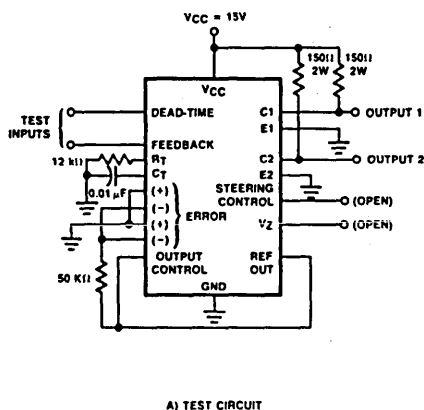 VCC = 15V
150Ω
2W
150Ω
2W
VCC
TEST
INPUTS
DEAD-TIME
FEEDBACK
12 kΩ
RT
CT
0.01 µF
(+)
(-)
(+)
(-)
ERROR
OUTPUT
CONTROL
50 KΩ
C1
OUTPUT 1
E1
C2
OUTPUT 2
E2
STEERING
CONTROL
(OPEN)
VZ
(OPEN)
REF
OUT
GND
A) TEST CIRCUIT